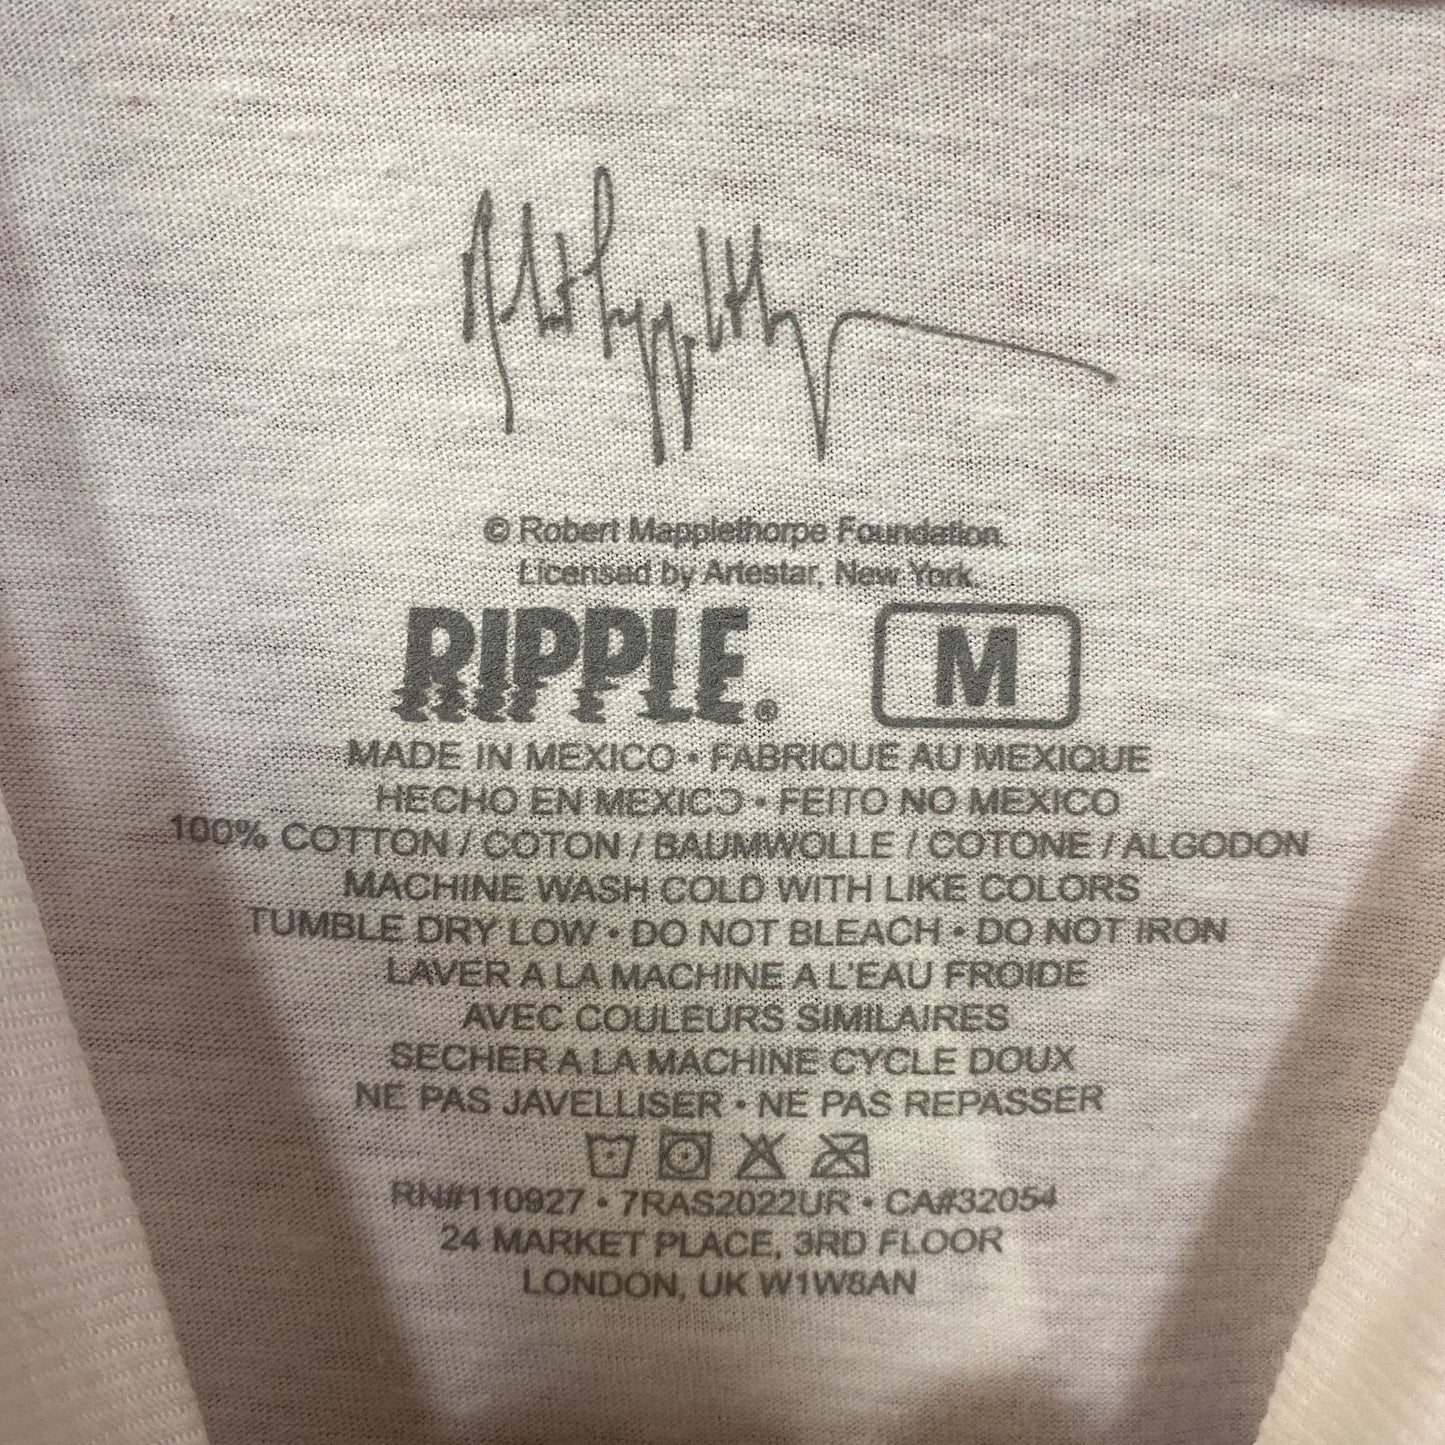 Robert Mapplethorpe
© Robert Mapplethorpe Foundation.
Licensed by Artestar, New York.
RIPPLE.® M
MADE IN MEXICO • FABRIQUE AU MEXIQUE
HECHO EN MEXICO • FEITO NO MEXICO
100% COTTON / COTON / BAUMWOLLE / COTONE / ALGODON
MACHINE WASH COLD WITH LIKE COLORS
TUMBLE DRY LOW • DO NOT BLEACH • DO NOT IRON
LAVER A LA MACHINE A L'EAU FROIDE
AVEC COULEURS SIMILAIRES
SECHER A LA MACHINE CYCLE DOUX
NE PAS JAVELLISER • NE PAS REPASSER
RN#110927 • 7RAS2022UR • CA#32054
24 MARKET PLACE, 3RD FLOOR
LONDON, UK W1W8AN